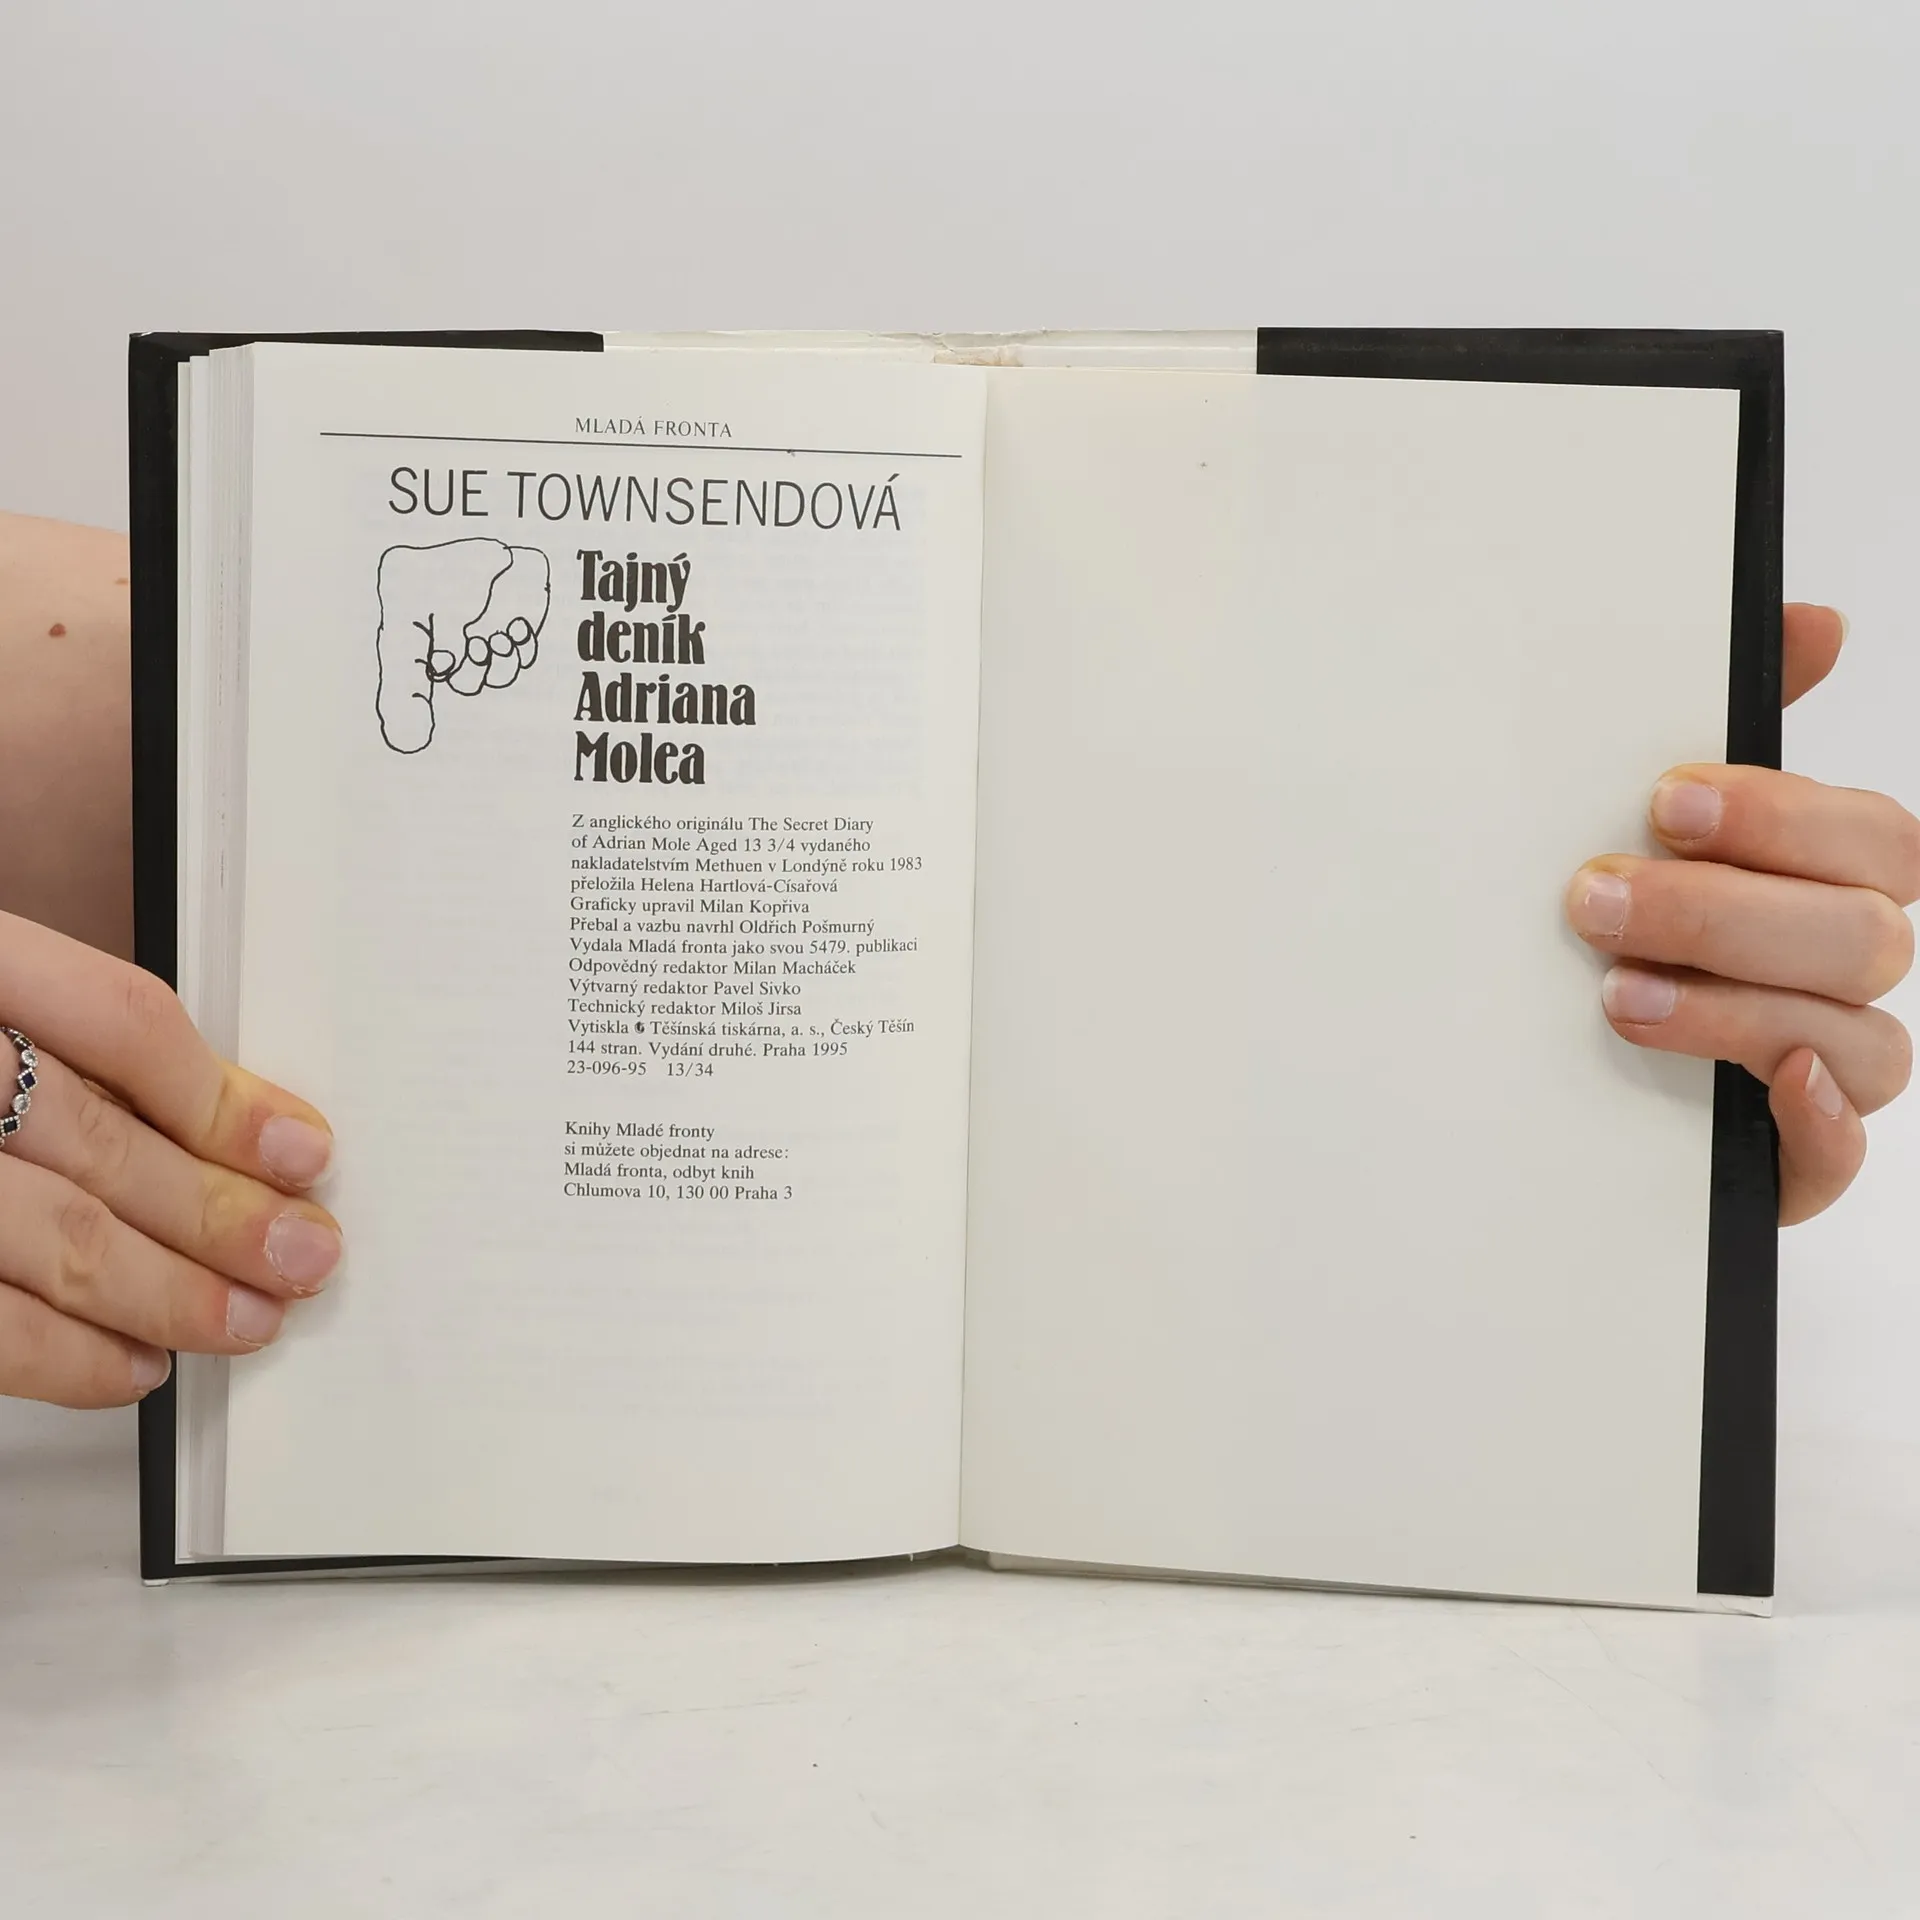 MLADÁ FRONTA
SUE TOWNSENDOVÁ
Tajný
deník
Adriana
Molea
Z anglického originálu The Secret Diary
of Adrian Mole Aged 13 3/4 vydaného
nakladatelstvím Methuen v Londýně roku 1983
přeložila Helena Hartlová-Císařová
Graficky upravil Milan Kopřiva
Přebal a vazbu navrhl Oldřich Pošmurný
Vydala Mladá fronta jako svou 5479. publikaci
Odpovědný redaktor Milan Macháček
Výtvarný redaktor Pavel Sivko
Technický redaktor Miloš Jirsa
Vytiskla Těšínská tiskárna, a. s., Český Těšín
144 stran. Vydání druhé. Praha 1995
23-096-95 13/34
Knihy Mladé fronty
si můžete objednat na adrese:
Mladá fronta, odbyt knih
Chlumova 10, 130 00 Praha 3